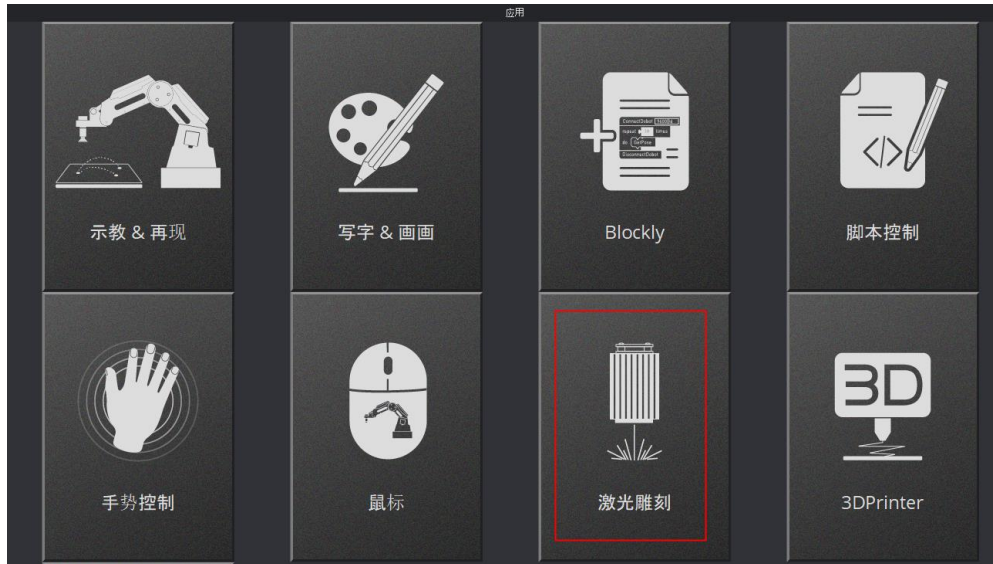 应用
示教 & 再现
写字 & 画画
Blockly
脚本控制
手势控制
鼠标
激光雕刻
3D
3DPrinter